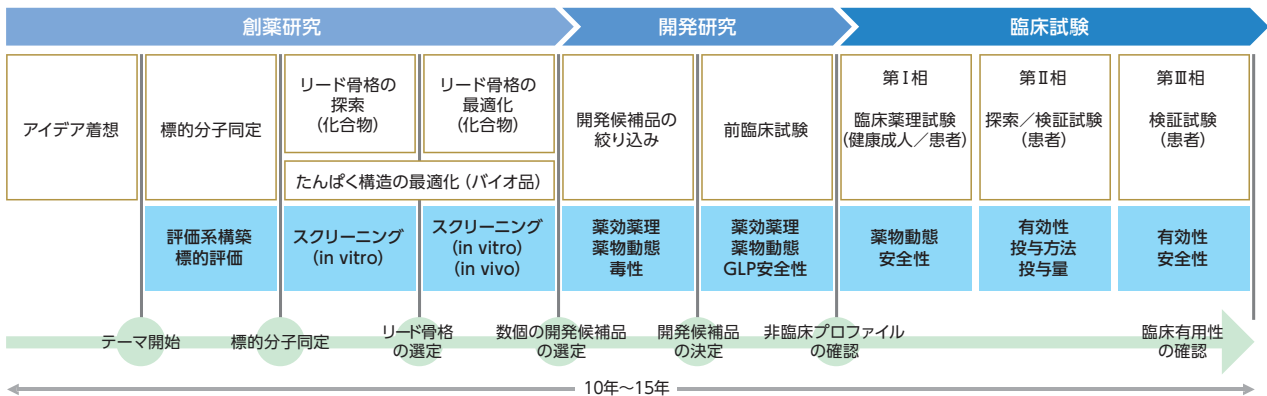 創薬研究
開発研究
臨床試験
アイデア着想
標的分子同定
リード骨格の
探索
(化合物)
リード骨格の
最適化
(化合物)
たんぱく構造の最適化 (バイオ品)
開発候補品の
絞り込み
前臨床試験
第Ⅰ相
臨床薬理試験
(健康成人/患者)
第Ⅱ相
探索/検証試験
(患者)
第Ⅲ相
検証試験
(患者)
評価系構築
標的評価
スクリーニング
(in vitro)
スクリーニング
(in vitro)
(in vivo)
薬効薬理
薬物動態
毒性
薬効薬理
薬物動態
GLP安全性
薬物動態
安全性
有効性
投与方法
投与量
有効性
安全性
テーマ開始
標的分子同定
リード骨格
の選定
数個の開発候補品
の選定
開発候補品
の決定
非臨床プロファイル
の確認
臨床有用性
の確認
10年~15年